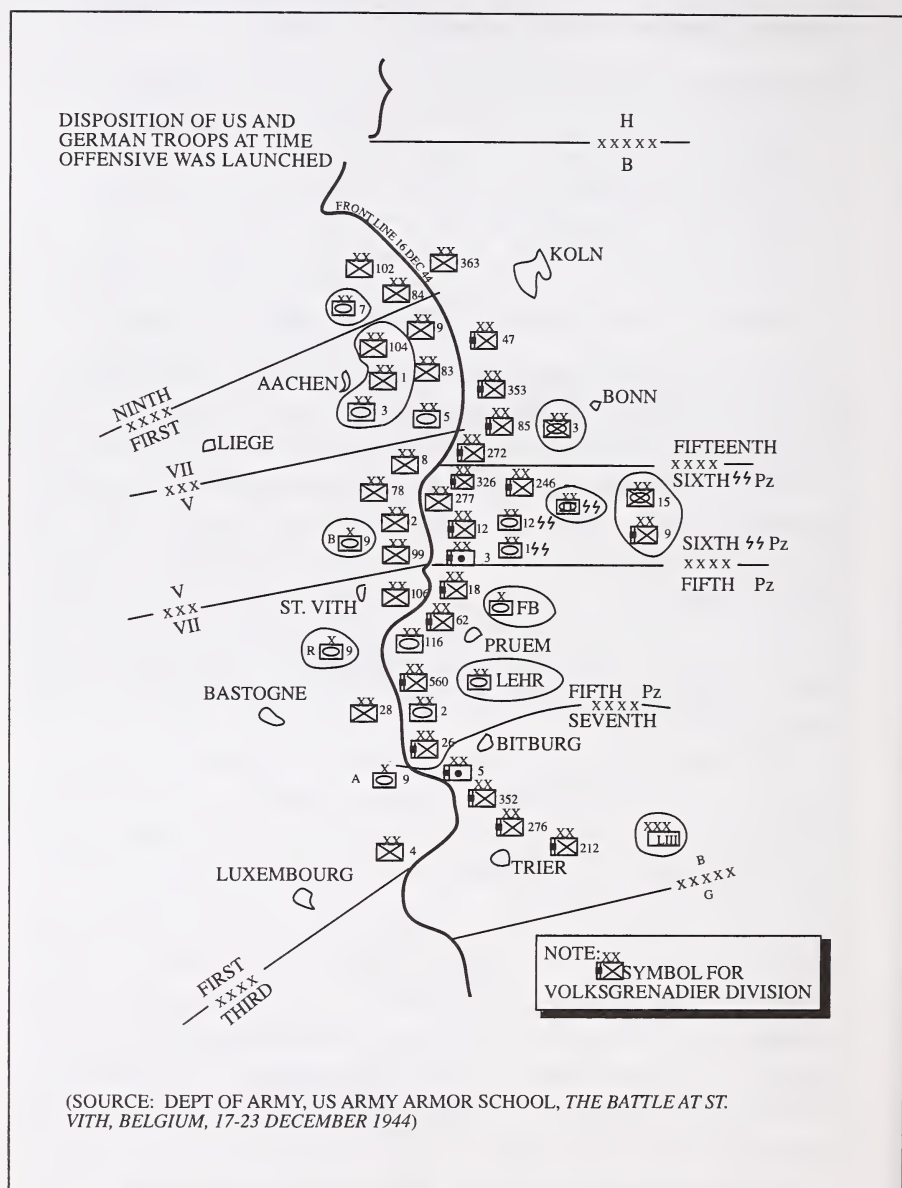 DISPOSITION OF US AND
GERMAN TROOPS AT TIME
OFFENSIVE WAS LAUNCHED
H
XXXXX
B
FRONT LINE 16 DEC 44
XX
102
XX
363
KOLN
XX
84
XX
7
XX
9
XX
47
XX
104
XX
83
AACHEN
XX
1
XX
353
XX
3
XX
5
BONN
XX
85
XX
3
NINTH
XXXX
FIRST
LIEGE
XX
272
FIFTEENTH
XXXX
SIXTH ϟϟ Pz
VII
XXX
V
XX
8
XX
326
XX
246
XX
ϟϟ
XX
15
XX
78
XX
277
XX
2
XX
12
XX
12 ϟϟ
XX
9
X
B 9
XX
99
XX
3
XX
1 ϟϟ
SIXTH ϟϟ Pz
XXXX
FIFTH Pz
V
XXX
VII
ST. VITH
XX
106
XX
18
X
FB
XX
62
PRUEM
X
R 9
XX
116
XX
560
XX
LEHR
BASTOGNE
XX
28
XX
2
FIFTH Pz
XXXX
SEVENTH
XX
26
BITBURG
X
A 9
XX
5
XX
352
XX
276
XX
212
XXX
LIII
XX
4
TRIER
LUXEMBOURG
B
XXXXX
G
FIRST
XXXX
THIRD
NOTE: XX
SYMBOL FOR
VOLKSGRENADIER DIVISION
(SOURCE: DEPT OF ARMY, US ARMY ARMOR SCHOOL, THE BATTLE AT ST.
VITH, BELGIUM, 17-23 DECEMBER 1944)